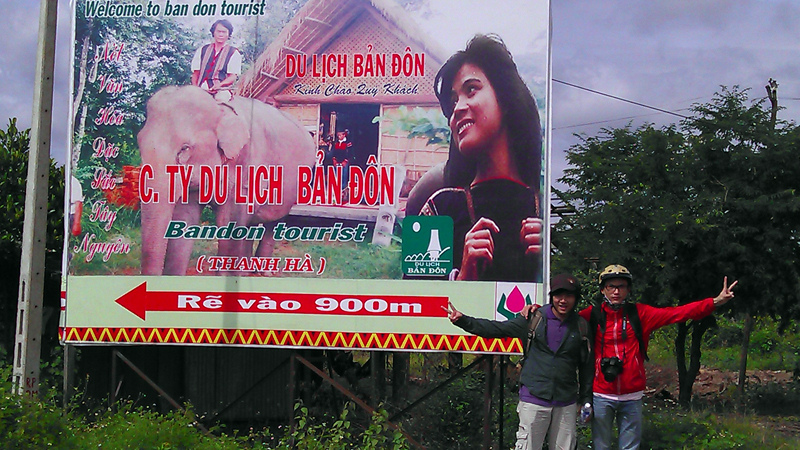 Welcome to ban don tourist
DU LỊCH BẢN ĐÔN
Kính Chào Quý Khách
Nét
Văn
Hóa
Đặc
Sắc
Tây
Nguyên
C. TY DU LỊCH BẢN ĐÔN
Bandon tourist
( THANH HÀ )
DU LỊCH
BẢN ĐÔN
Rẽ vào 900m